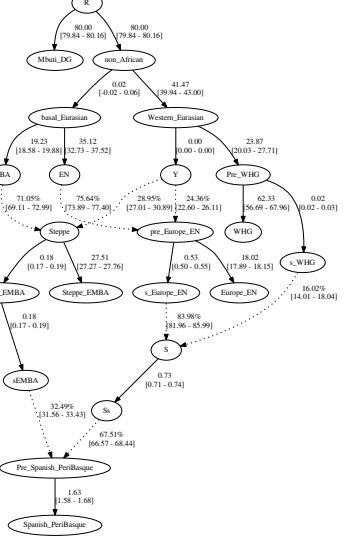 R
80.00 80.00
[79.84 - 80.16] [79.84 - 80.16]
Mbuti_DG non_African
0.02 41.47
[-0.02 - 0.06] [39.94 - 43.00]
basal_Eurasian Western_Eurasian
19.23 35.12 0.00 23.87
[18.58 - 19.88] [32.73 - 37.52] [0.00 - 0.00] [20.03 - 27.71]
BA EN Y Pre_WHG
71.05% 75.64% 28.95% 24.36% 62.33 0.02
[69.11 - 72.99] [73.89 - 77.40] [27.01 - 30.89] [22.60 - 26.11] [56.69 - 67.96] [0.02 - 0.03]
Steppe pre_Europe_EN WHG
s_WHG
0.18 27.51 0.53 18.02
[0.17 - 0.19] [27.27 - 27.76] [0.50 - 0.55] [17.89 - 18.15]
_EMBA Steppe_EMBA s_Europe_EN Europe_EN
16.02%
[14.01 - 18.04]
0.18 83.98%
[0.17 - 0.19] [81.96 - 85.99]
S
0.73
[0.71 - 0.74]
sEMBA
Ss
32.49%
[31.56 - 33.43]
67.51%
[66.57 - 68.44]
Pre_Spanish_PeriBasque
1.63
[1.58 - 1.68]
Spanish_PeriBasque